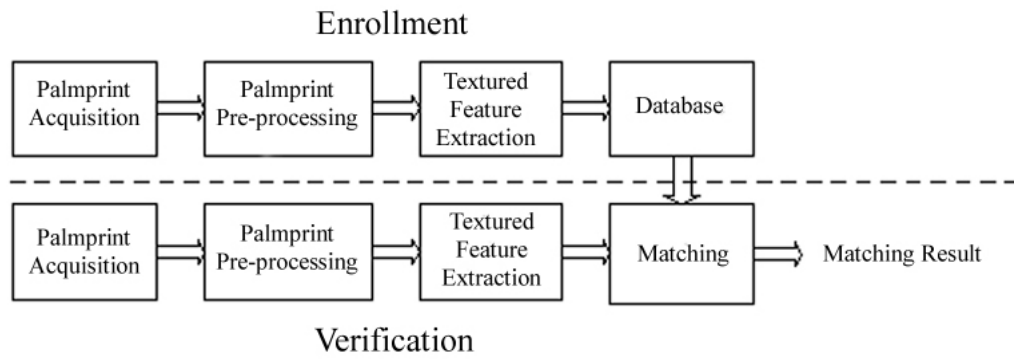 Enrollment
Palmprint
Acquisition
Palmprint
Pre-processing
Textured
Feature
Extraction
Database
Palmprint
Acquisition
Palmprint
Pre-processing
Textured
Feature
Extraction
Matching
Matching Result
Verification